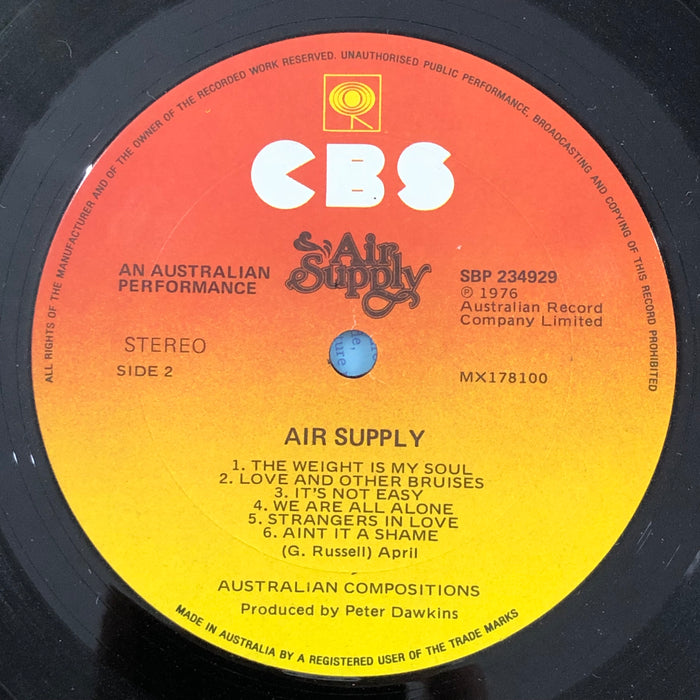 ALL RIGHTS OF THE MANUFACTURER AND OF THE OWNER OF THE RECORDED WORK RESERVED. UNAUTHORISED PUBLIC PERFORMANCE, BROADCASTING AND COPYING OF THIS RECORD PROHIBITED
CBS
Air
Supply
AN AUSTRALIAN
PERFORMANCE
SBP 234929
℗ 1976
Australian Record
Company Limited
STEREO
SIDE 2
MX178100
AIR SUPPLY
1. THE WEIGHT IS MY SOUL
2. LOVE AND OTHER BRUISES
3. IT'S NOT EASY
4. WE ARE ALL ALONE
5. STRANGERS IN LOVE
6. AINT IT A SHAME
(G. Russell) April
AUSTRALIAN COMPOSITIONS
Produced by Peter Dawkins
MADE IN AUSTRALIA BY A REGISTERED USER OF THE TRADE MARKS